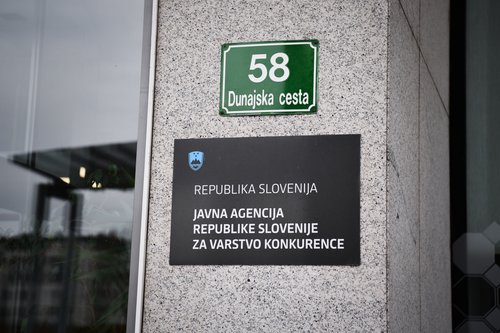 58
Dunajska cesta
REPUBLIKA SLOVENIJA
JAVNA AGENCIJA
REPUBLIKE SLOVENIJE
ZA VARSTVO KONKURENCE